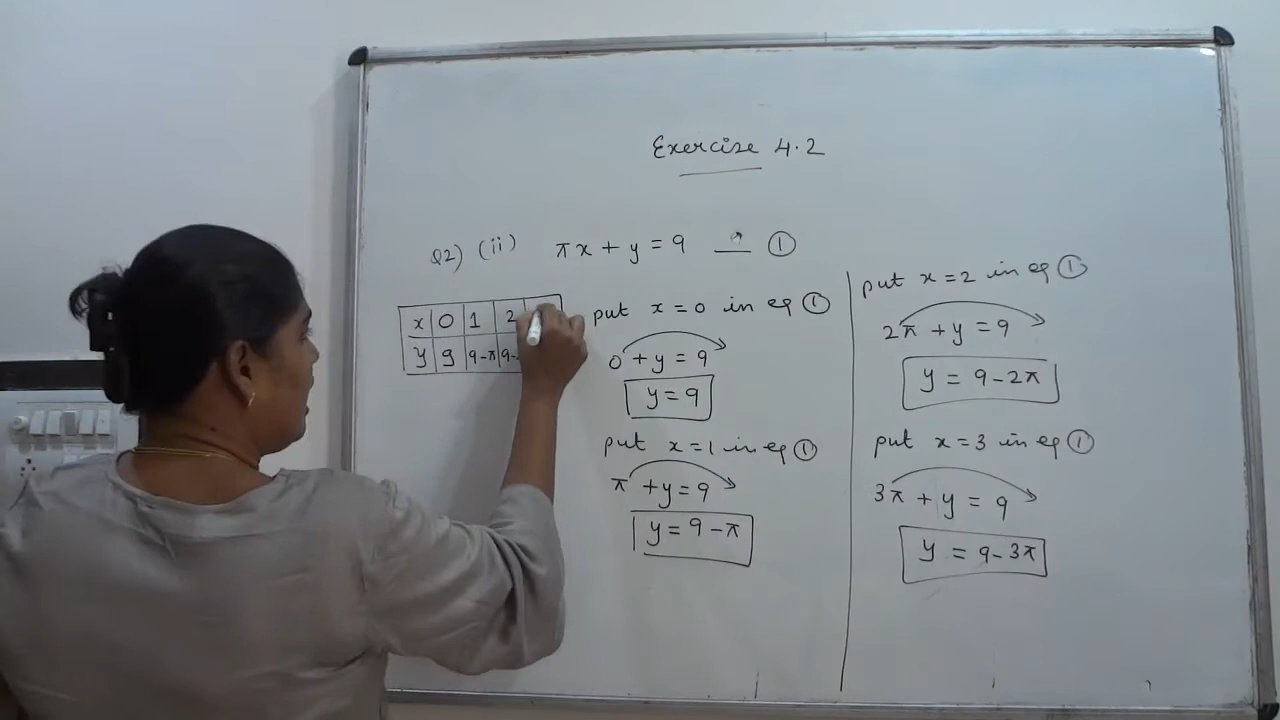 Exercise 4.2
Q2) (ii) πx + y = 9 ___ ①
x 0 1 2
y 9 9-π 9-
put x=0 in eq ①
0 + y = 9
y = 9
put x=1 in eq ①
π + y = 9
y = 9 - π
put x=2 in eq ①
2π + y = 9
y = 9 - 2π
put x=3 in eq ①
3π + y = 9
y = 9 - 3π